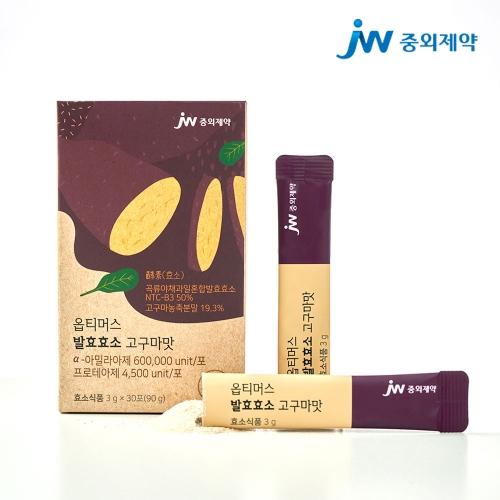 jw 중외제약
jw 중외제약
酵素(효소)
곡류야채과일혼합발효효소
NTC-B3 50%
고구마농축분말 19.3%
옵티머스
발효효소 고구마맛
α-아밀라아제 600,000 unit/포
프로테아제 4,500 unit/포
효소식품 3 g × 30포(90 g)
jw 중외제약
옵티머스
발효효소 고구마맛
효소식품 3 g
jw 중외제약
옵티머스
발효효소 고구마맛
효소식품 3 g